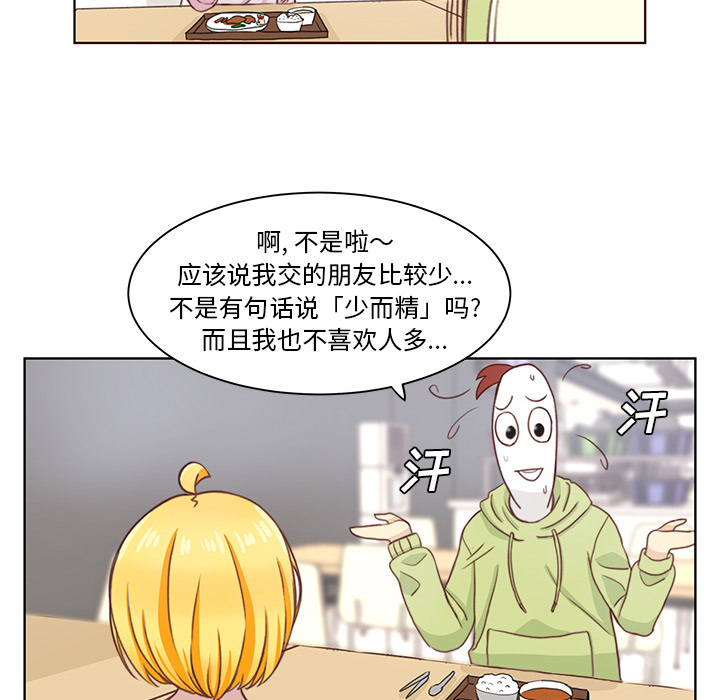 啊, 不是啦～
应该说我交的朋友比较少...
不是有句话说「少而精」吗?
而且我也不喜欢人多...
汗
汗